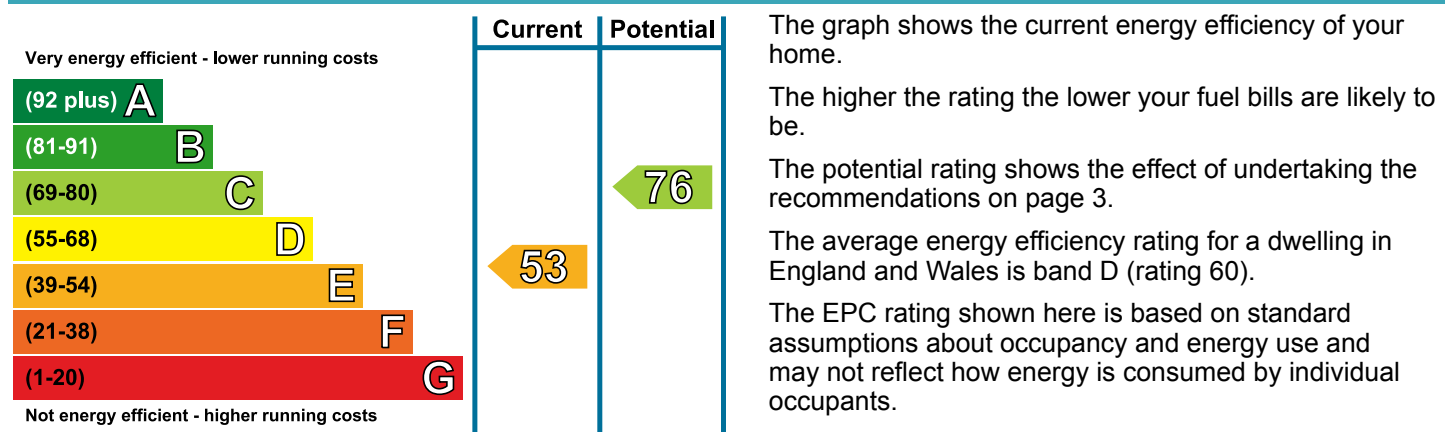 Current Potential
Very energy efficient - lower running costs
(92 plus) A
(81-91) B
(69-80) C
76
(55-68) D
53
(39-54) E
(21-38) F
(1-20) G
Not energy efficient - higher running costs
The graph shows the current energy efficiency of your
home.
The higher the rating the lower your fuel bills are likely to
be.
The potential rating shows the effect of undertaking the
recommendations on page 3.
The average energy efficiency rating for a dwelling in
England and Wales is band D (rating 60).
The EPC rating shown here is based on standard
assumptions about occupancy and energy use and
may not reflect how energy is consumed by individual
occupants.